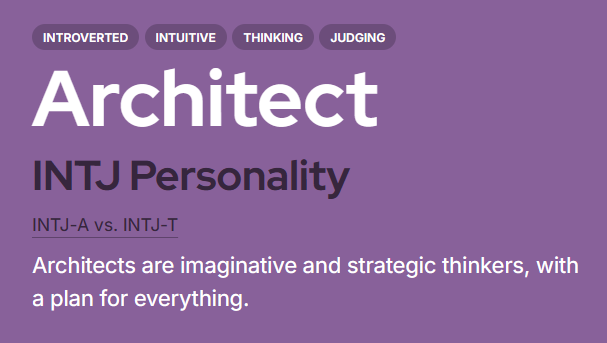 INTROVERTED INTUITIVE THINKING JUDGING
Architect
INTJ Personality
INTJ-A vs. INTJ-T
Architects are imaginative and strategic thinkers, with
a plan for everything.